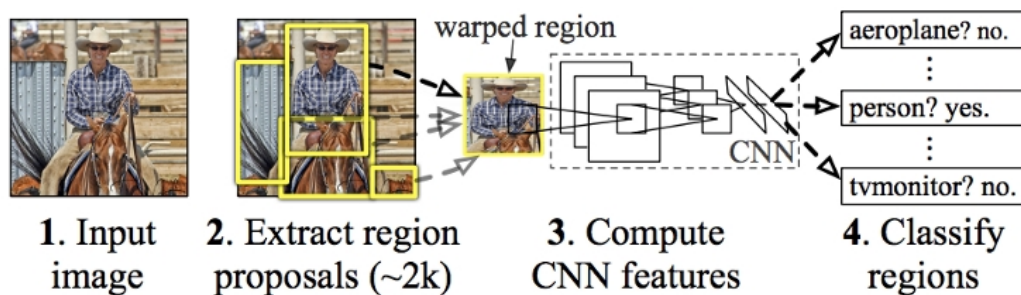 warped region
aeroplane? no.
⋮
person? yes.
CNN
⋮
tvmonitor? no.
1. Input
image
2. Extract region
proposals (~2k)
3. Compute
CNN features
4. Classify
regions